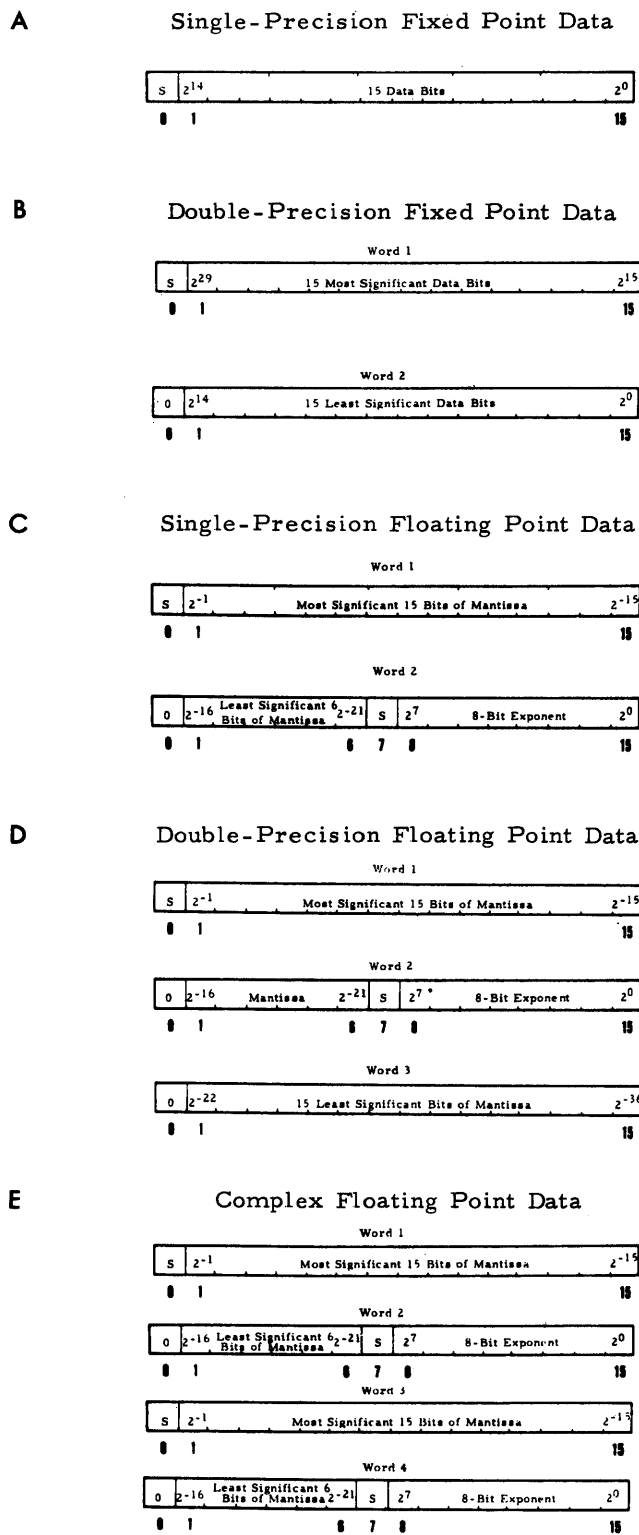 A Single-Precision Fixed Point Data
S 2^14 15 Data Bits 2^0
0 1 15
B Double-Precision Fixed Point Data
Word 1
S 2^29 15 Most Significant Data Bits 2^15
0 1 15
Word 2
0 2^14 15 Least Significant Data Bits 2^0
0 1 15
C Single-Precision Floating Point Data
Word 1
S 2^-1 Most Significant 15 Bits of Mantissa 2^-15
0 1 15
Word 2
0 2^-16 Least Significant 6 Bits of Mantissa 2^-21 S 2^7 8-Bit Exponent 2^0
0 1 6 7 8 15
D Double-Precision Floating Point Data
Word 1
S 2^-1 Most Significant 15 Bits of Mantissa 2^-15
0 1 15
Word 2
0 2^-16 Mantissa 2^-21 S 2^7 8-Bit Exponent 2^0
0 1 6 7 8 15
Word 3
0 2^-22 15 Least Significant Bits of Mantissa 2^-36
0 1 15
E Complex Floating Point Data
Word 1
S 2^-1 Most Significant 15 Bits of Mantissa 2^-15
0 1 15
Word 2
0 2^-16 Least Significant 6 Bits of Mantissa 2^-21 S 2^7 8-Bit Exponent 2^0
0 1 6 7 8 15
Word 3
S 2^-1 Most Significant 15 Bits of Mantissa 2^-15
0 1 15
Word 4
0 2^-16 Least Significant 6 Bits of Mantissa 2^-21 S 2^7 8-Bit Exponent 2^0
0 1 6 7 8 15